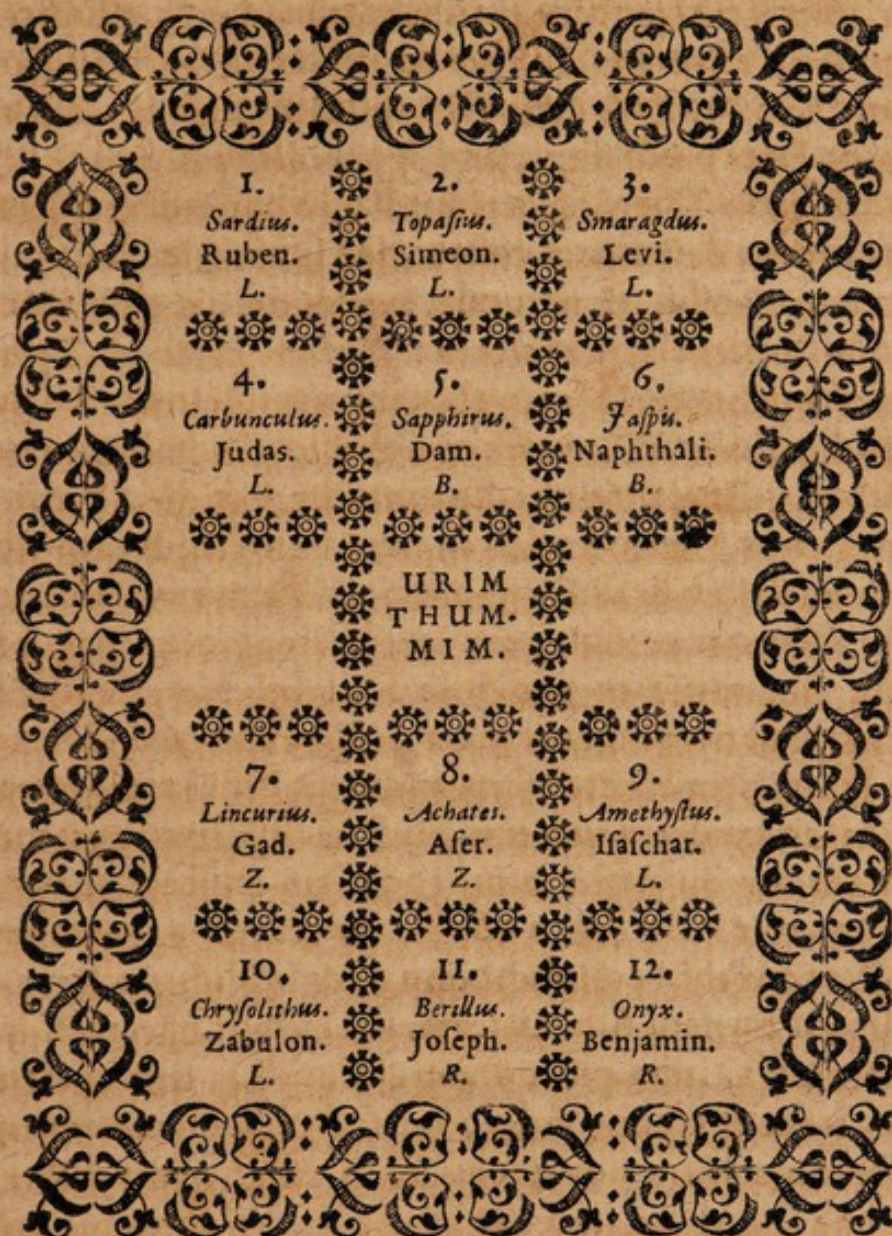 1.
Sardius.
Ruben.
L.
2.
Topaſius.
Simeon.
L.
3.
Smaragdus.
Levi.
L.
4.
Carbunculus.
Judas.
L.
5.
Sapphirus.
Dam.
B.
6.
Jaſpis.
Naphthali.
B.
URIM
THUM-
MIM.
7.
Lincurius.
Gad.
Z.
8.
Achates.
Aſer.
Z.
9.
Amethyſtus.
Iſaſchar.
L.
10.
Chryſolithus.
Zabulon.
L.
11.
Berillus.
Joſeph.
R.
12.
Onyx.
Benjamin.
R.